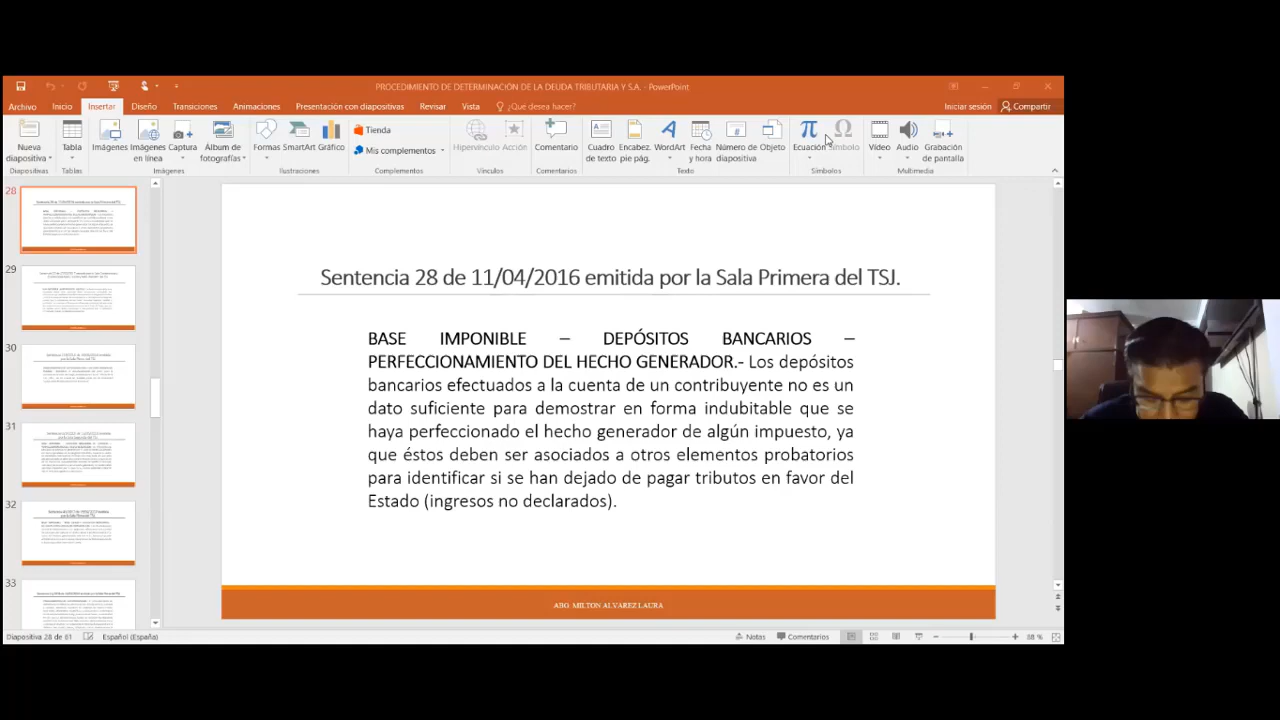 PROCEDIMIENTO DE DETERMINACIÓN DE LA DEUDA TRIBUTARIA Y S.A. - PowerPoint
Archivo Inicio Insertar Diseño Transiciones Animaciones Presentación con diapositivas Revisar Vista ¿Qué desea hacer? Iniciar sesión Compartir
Nueva diapositiva Tabla Imágenes Imágenes en línea Captura Álbum de fotografías Formas SmartArt Gráfico Tienda Mis complementos Hipervínculo Acción Comentario Cuadro de texto Encabez. pie pág. WordArt Fecha y hora Número de diapositiva Objeto Ecuación Símbolo Vídeo Audio Grabación de pantalla
Diapositivas Tablas Imágenes Ilustraciones Complementos Vínculos Comentarios Texto Símbolos Multimedia
28
29
30
31
32
33
Sentencia 28 de 11/04/2016 emitida por la Sala Primera del TSJ.
BASE IMPONIBLE – DEPÓSITOS BANCARIOS –
PERFECCIONAMIENTO DEL HECHO GENERADOR.- Los depósitos
bancarios efectuados a la cuenta de un contribuyente no es un
dato suficiente para demostrar en forma indubitable que se
haya perfeccionado el hecho generador de algún impuesto, ya
que éstos deben ser asociados a otros elementos probatorios
para identificar si se han dejado de pagar tributos en favor del
Estado (ingresos no declarados).
ABG. MILTON ALVAREZ LAURA
Diapositiva 28 de 61 Español (España) Notas Comentarios 38 %